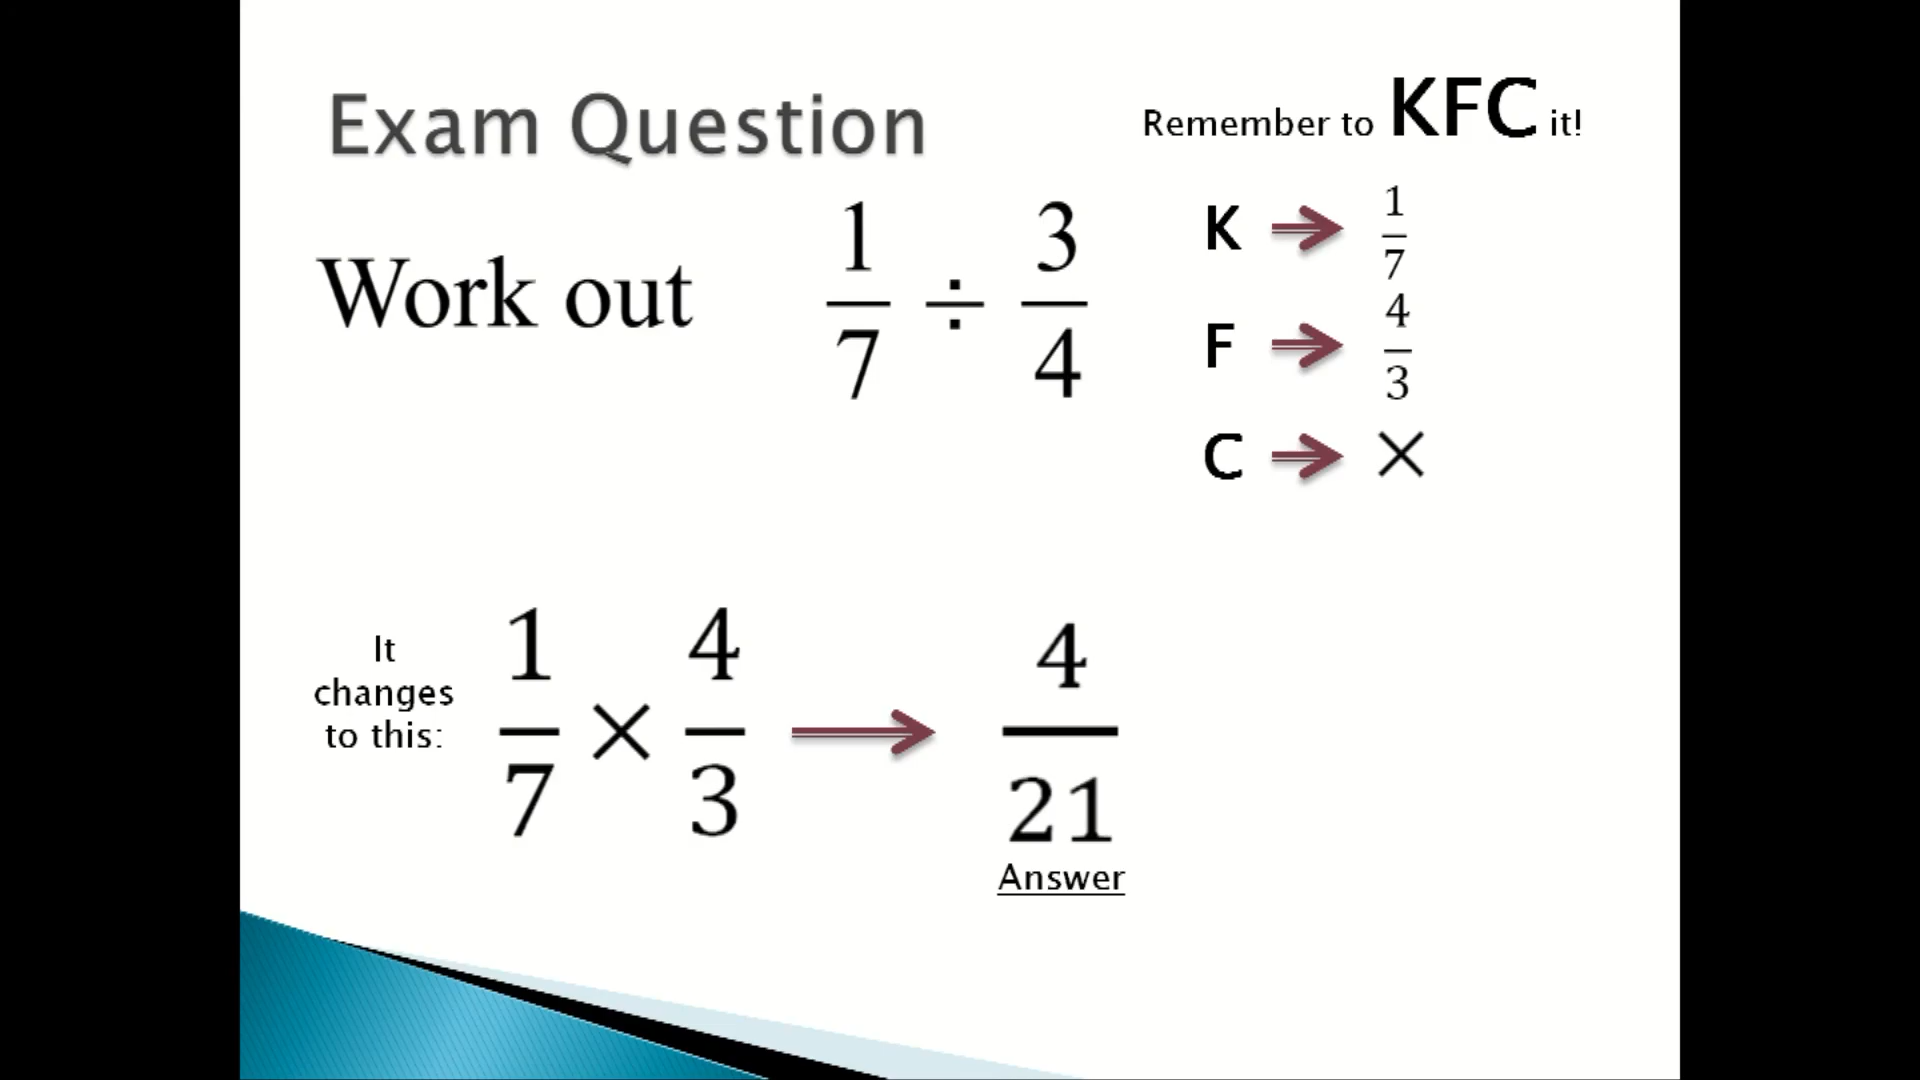 Exam Question
Remember to KFC it!
Work out 1/7 ÷ 3/4
K → 1/7
F → 4/3
C → ×
It
changes
to this:
1/7 × 4/3 → 4/21
Answer